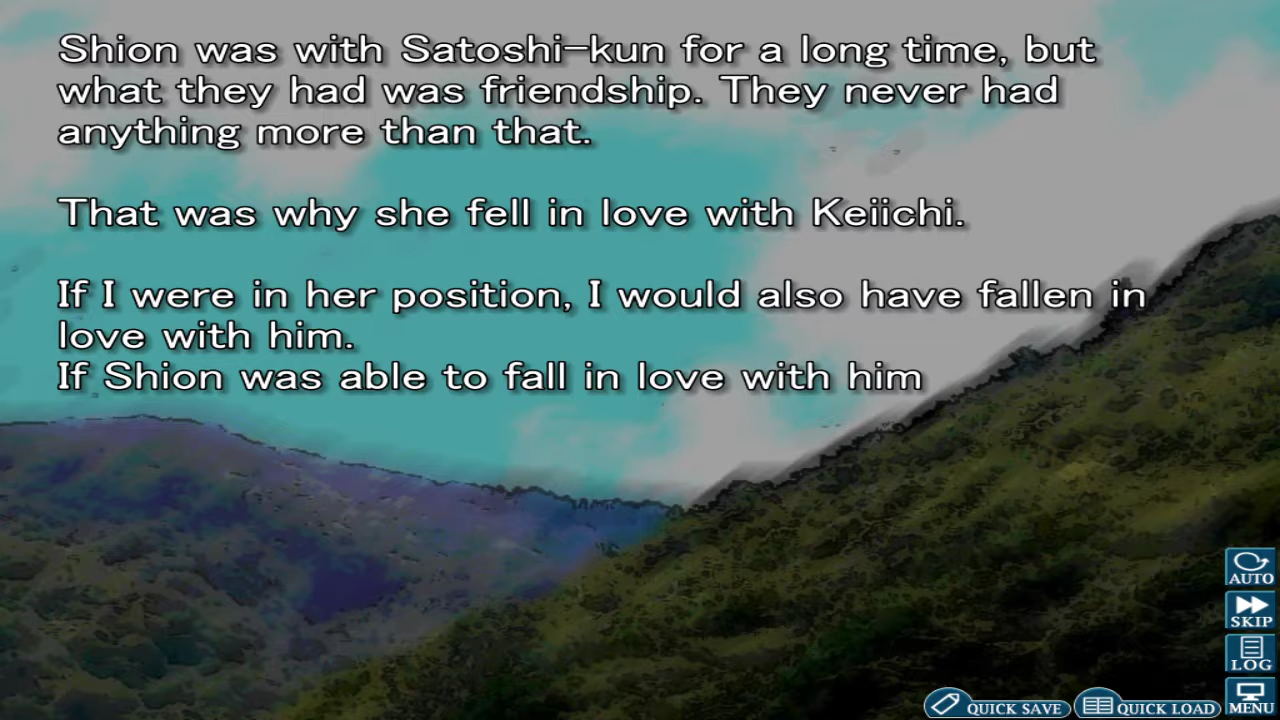 Shion was with Satoshi-kun for a long time, but
what they had was friendship. They never had
anything more than that.
That was why she fell in love with Keiichi.
If I were in her position, I would also have fallen in
love with him.
If Shion was able to fall in love with him
AUTO
SKIP
LOG
MENU
QUICK SAVE
QUICK LOAD